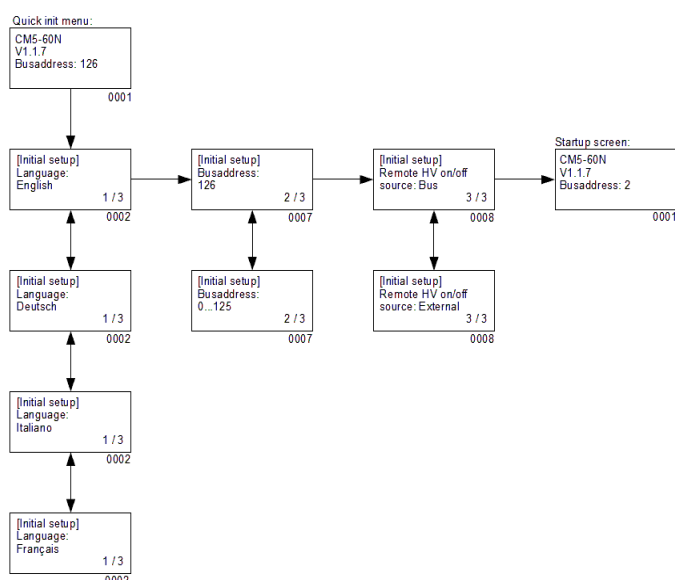 Quick init menu:
CM5-60N
V1.1.7
Busaddress: 126
0001
[Initial setup]
Language:
English
1 / 3
0002
[Initial setup]
Busaddress:
126
2 / 3
0007
[Initial setup]
Remote HV on/off
source: Bus
3 / 3
0008
Startup screen:
CM5-60N
V1.1.7
Busaddress: 2
0001
[Initial setup]
Language:
Deutsch
1 / 3
0002
[Initial setup]
Busaddress:
0...125
2 / 3
0007
[Initial setup]
Remote HV on/off
source: External
3 / 3
0008
[Initial setup]
Language:
Italiano
1 / 3
0002
[Initial setup]
Language:
Français
1 / 3
0002